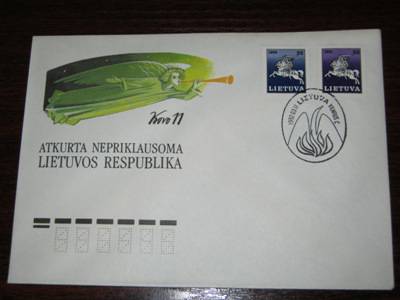 LIETUVA
LIETUVA
Kovo 11
ATKURTA NEPRIKLAUSOMA
LIETUVOS RESPUBLIKA